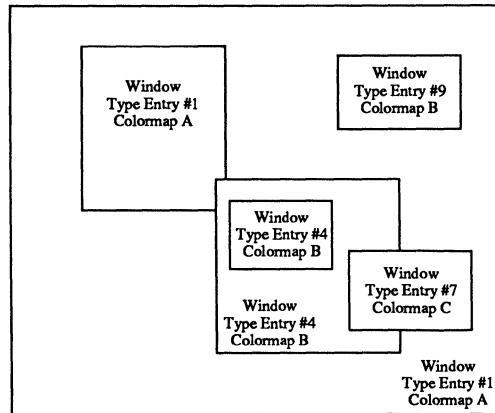 Window
Type Entry #1
Colormap A
Window
Type Entry #9
Colormap B
Window
Type Entry #4
Colormap B
Window
Type Entry #7
Colormap C
Window
Type Entry #4
Colormap B
Window
Type Entry #1
Colormap A